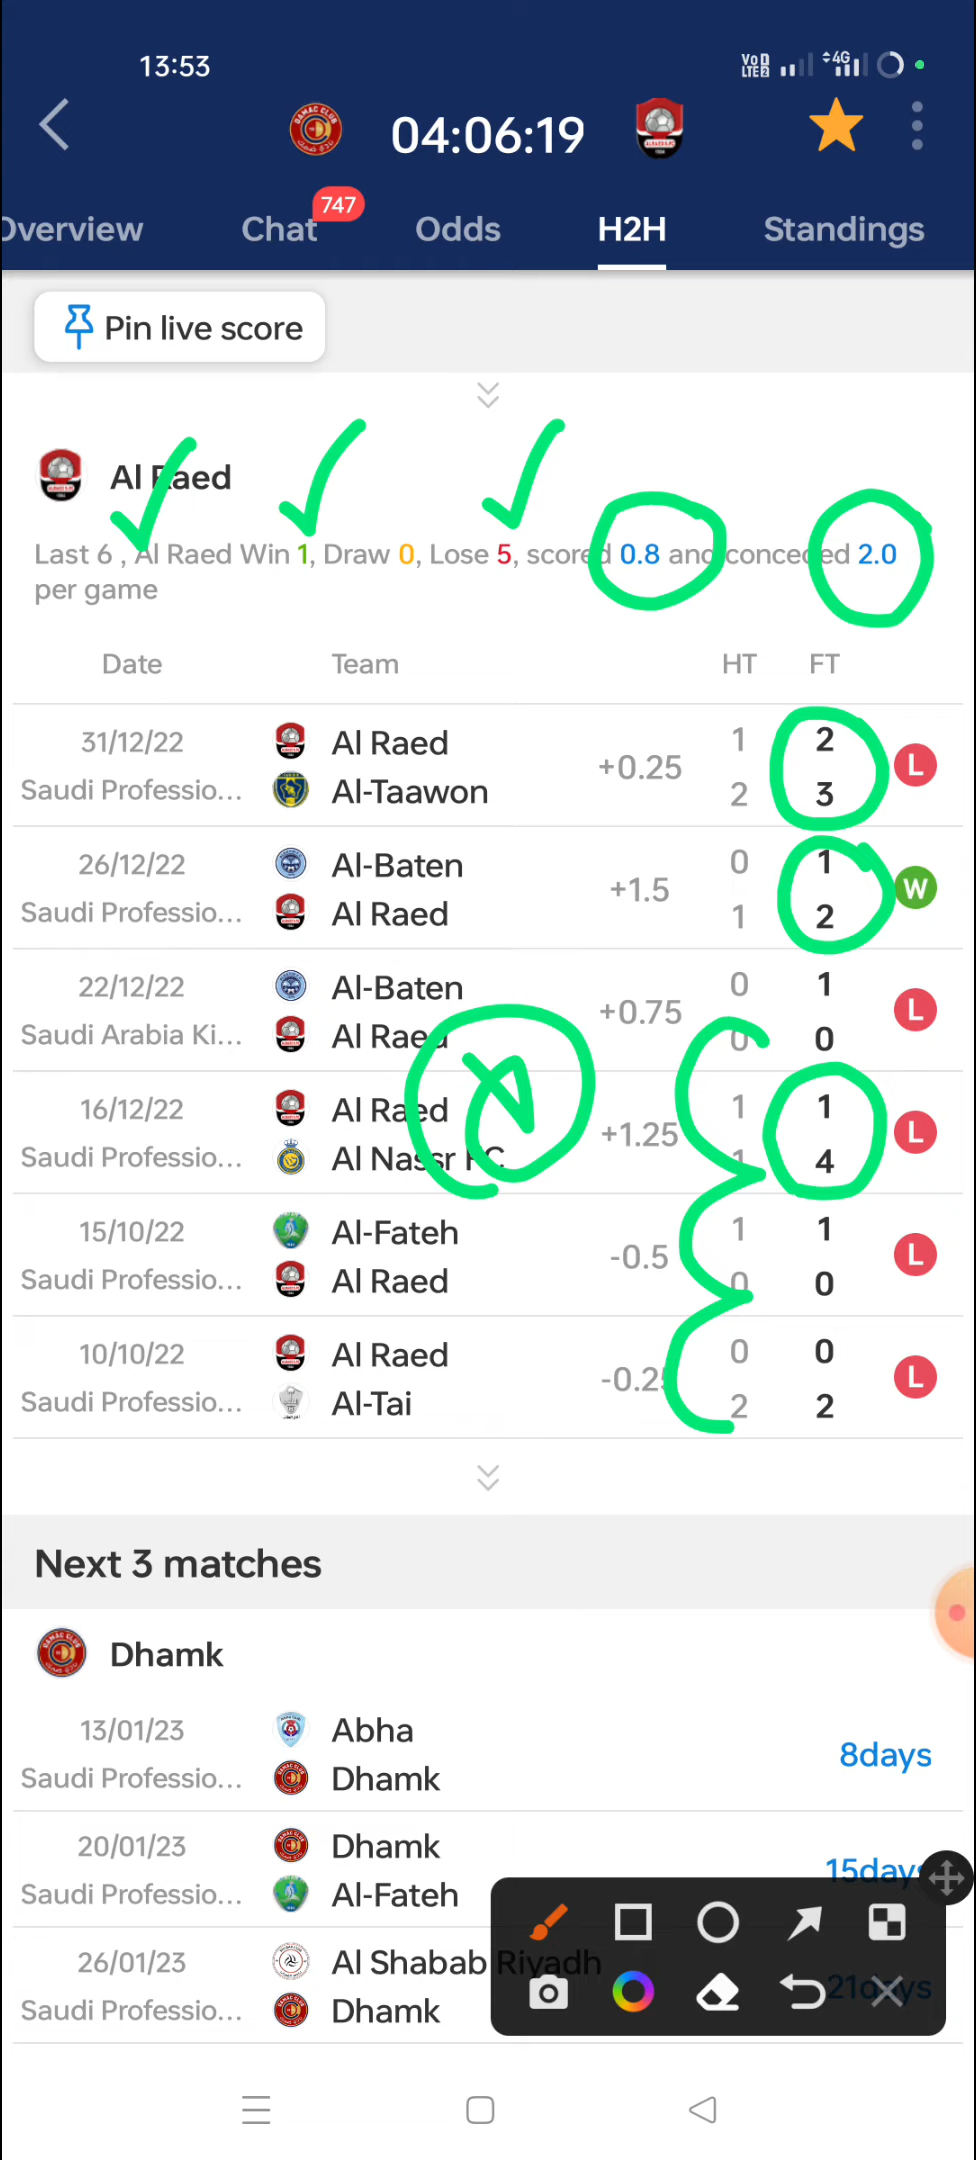 13:53
VoD LTE2 4G
04:06:19
Overview Chat 747 Odds H2H Standings
Pin live score
Al Raed
Last 6 , Al Raed Win 1, Draw 0, Lose 5, scored 0.8 and conceded 2.0
per game
Date Team HT FT
31/12/22 Al Raed 1 2
+0.25 L
Saudi Professio... Al-Taawon 2 3
26/12/22 Al-Baten 0 1
+1.5 W
Saudi Professio... Al Raed 1 2
22/12/22 Al-Baten 0 1
+0.75 L
Saudi Arabia Ki... Al Raed 0 0
16/12/22 Al Raed 1 1
+1.25 L
Saudi Professio... Al Nassr FC 1 4
15/10/22 Al-Fateh 1 1
-0.5 L
Saudi Professio... Al Raed 0 0
10/10/22 Al Raed 0 0
-0.25 L
Saudi Professio... Al-Tai 2 2
Next 3 matches
Dhamk
13/01/23 Abha
8days
Saudi Professio... Dhamk
20/01/23 Dhamk
15days
Saudi Professio... Al-Fateh
26/01/23 Al Shabab Riyadh
21days
Saudi Professio... Dhamk